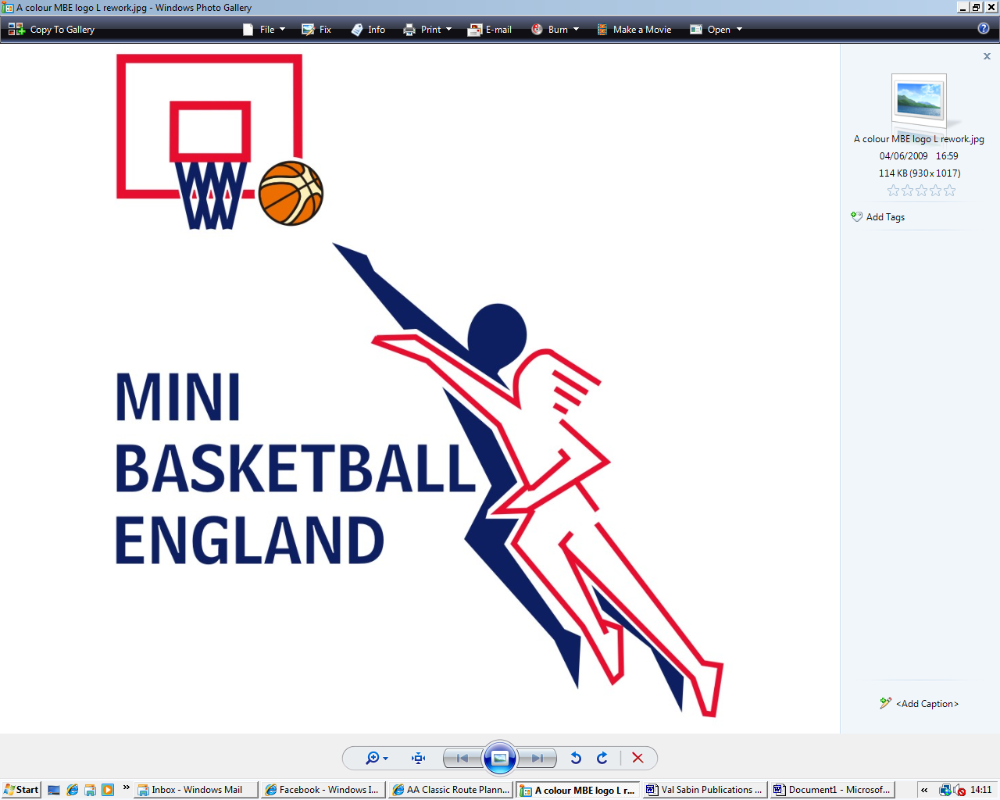 A colour MBE logo L rework.jpg - Windows Photo Gallery
Copy To Gallery File Fix Info Print E-mail Burn Make a Movie Open
A colour MBE logo L rework.jpg
04/06/2009 16:59
114 KB (930 x 1017)
Add Tags
MINI
BASKETBALL
ENGLAND
<Add Caption>
Start » Inbox - Windows Mail Facebook - Windows I... AA Classic Route Plann... A colour MBE logo L r... Val Sabin Publications ... Document1 - Microsof... « 14:11